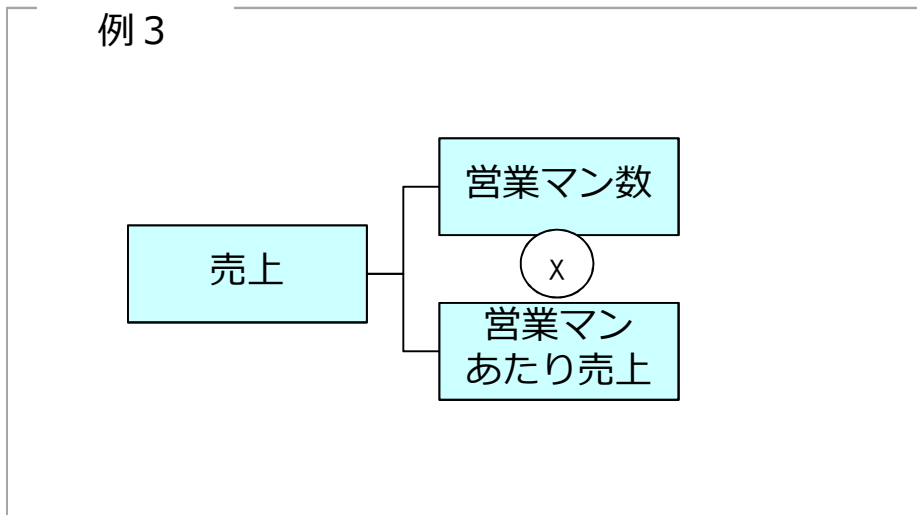 例３
営業マン数
売上
x
営業マン
あたり売上